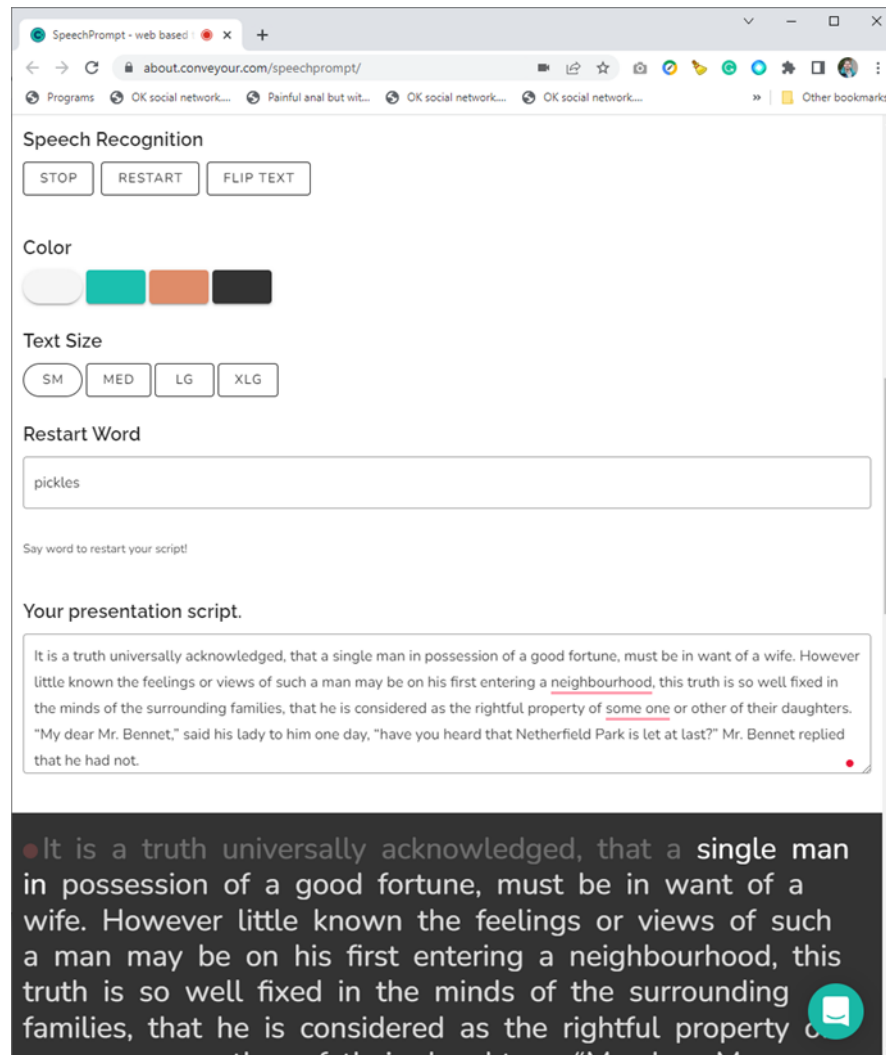 SpeechPrompt - web based
about.conveyour.com/speechprompt/
Programs OK social network.... Painful anal but wit... OK social network.... OK social network.... » Other bookmarks
Speech Recognition
STOP RESTART FLIP TEXT
Color
Text Size
SM MED LG XLG
Restart Word
pickles
Say word to restart your script!
Your presentation script.
It is a truth universally acknowledged, that a single man in possession of a good fortune, must be in want of a wife. However
little known the feelings or views of such a man may be on his first entering a neighbourhood, this truth is so well fixed in
the minds of the surrounding families, that he is considered as the rightful property of some one or other of their daughters.
“My dear Mr. Bennet,” said his lady to him one day, “have you heard that Netherfield Park is let at last?” Mr. Bennet replied
that he had not.
It is a truth universally acknowledged, that a single man
in possession of a good fortune, must be in want of a
wife. However little known the feelings or views of such
a man may be on his first entering a neighbourhood, this
truth is so well fixed in the minds of the surrounding
families, that he is considered as the rightful property